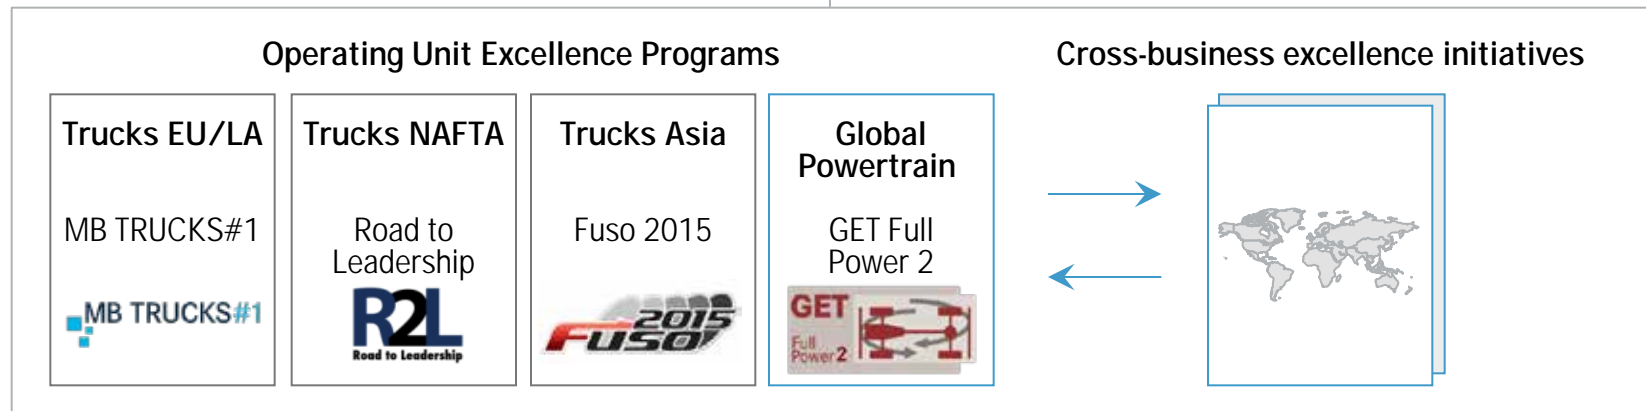 Operating Unit Excellence Programs
Cross-business excellence initiatives
Trucks EU/LA
MB TRUCKS#1
MB TRUCKS#1
Trucks NAFTA
Road to
Leadership
R2L
Road to Leadership
Trucks Asia
Fuso 2015
2015
FUSO
Global
Powertrain
GET Full
Power 2
GET
Full
Power 2